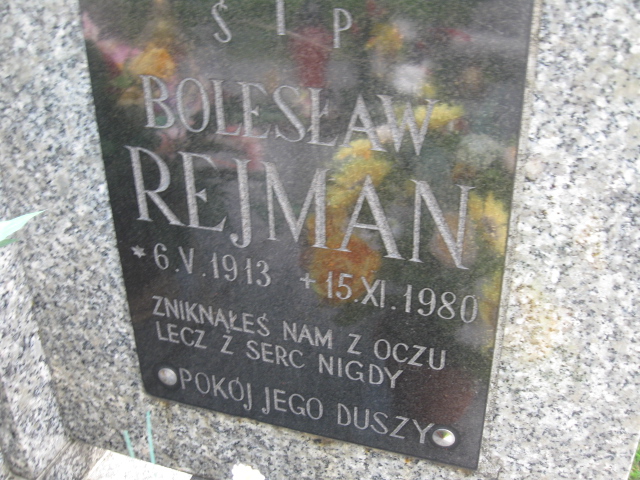 Ś I P
BOLESŁAW
REJMAN
* 6.V.1913 + 15.XI.1980
ZNIKNĄŁEŚ NAM Z OCZU
LECZ Z SERC NIGDY
POKÓJ JEGO DUSZY